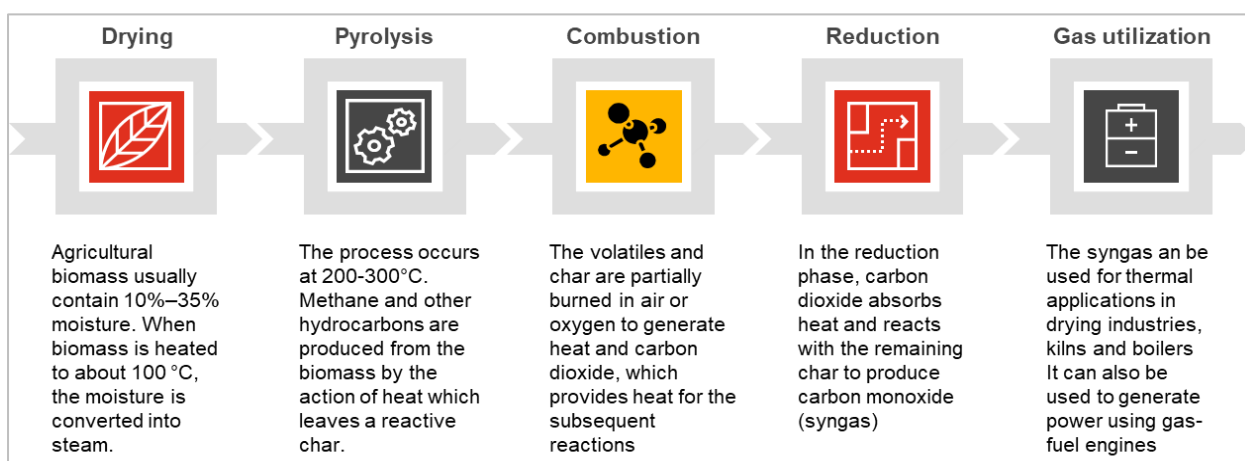 Drying
Pyrolysis
Combustion
Reduction
Gas utilization
Agricultural
biomass usually
contain 10%–35%
moisture. When
biomass is heated
to about 100 °C,
the moisture is
converted into
steam.
The process occurs
at 200-300°C.
Methane and other
hydrocarbons are
produced from the
biomass by the
action of heat which
leaves a reactive
char.
The volatiles and
char are partially
burned in air or
oxygen to generate
heat and carbon
dioxide, which
provides heat for the
subsequent
reactions
In the reduction
phase, carbon
dioxide absorbs
heat and reacts
with the remaining
char to produce
carbon monoxide
(syngas)
The syngas an be
used for thermal
applications in
drying industries,
kilns and boilers
It can also be
used to generate
power using gas-
fuel engines